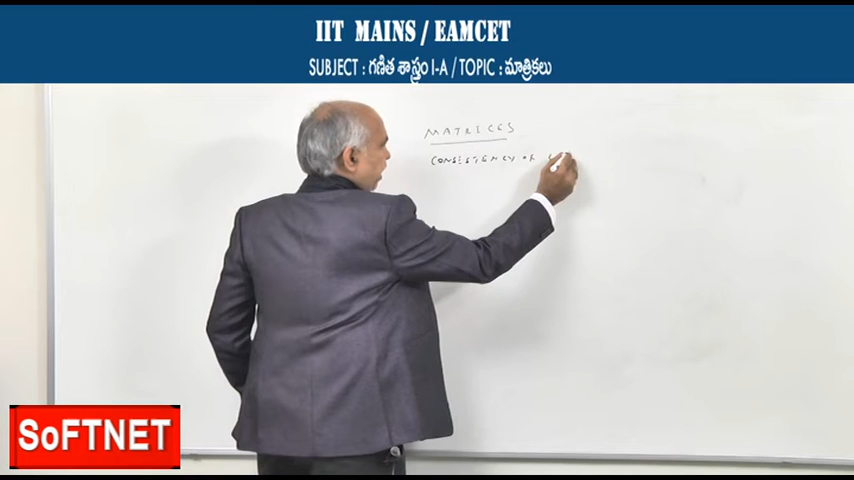 IIT MAINS / EAMCET
SUBJECT : గణిత శాస్త్రం I-A / TOPIC : మాత్రికలు
MATRICES
CONSISTENCY OF
SoFTNET